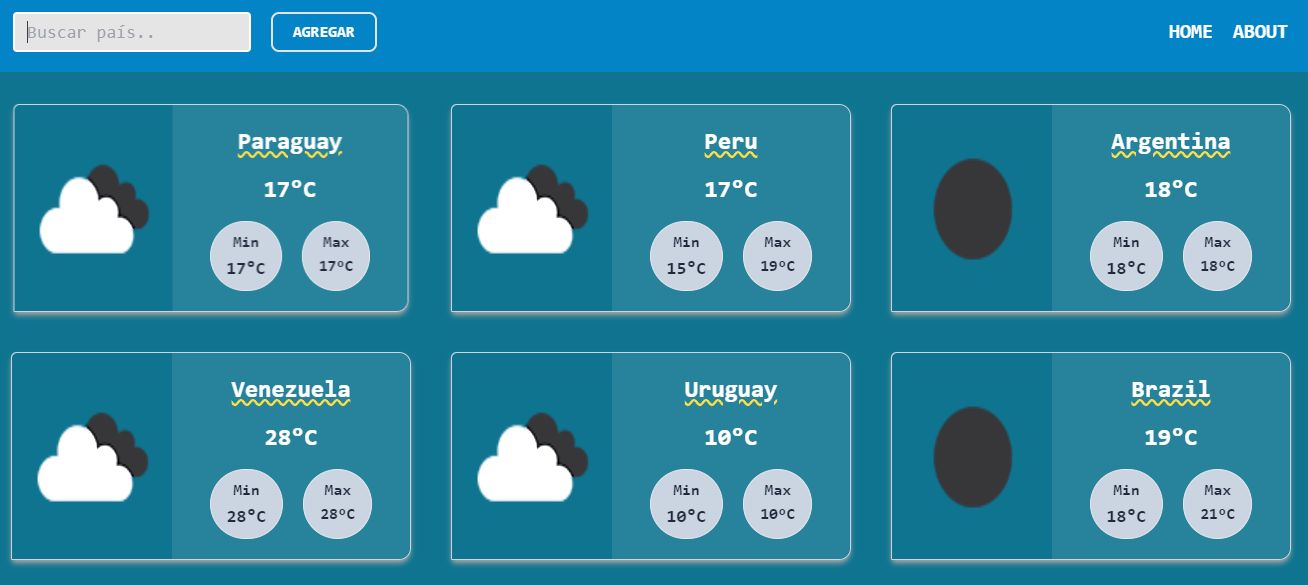 Buscar país..
AGREGAR
HOME
ABOUT
Paraguay
17°C
Min
17°C
Max
17°C
Peru
17°C
Min
15°C
Max
19°C
Argentina
18°C
Min
18°C
Max
18°C
Venezuela
28°C
Min
28°C
Max
28°C
Uruguay
10°C
Min
10°C
Max
10°C
Brazil
19°C
Min
18°C
Max
21°C